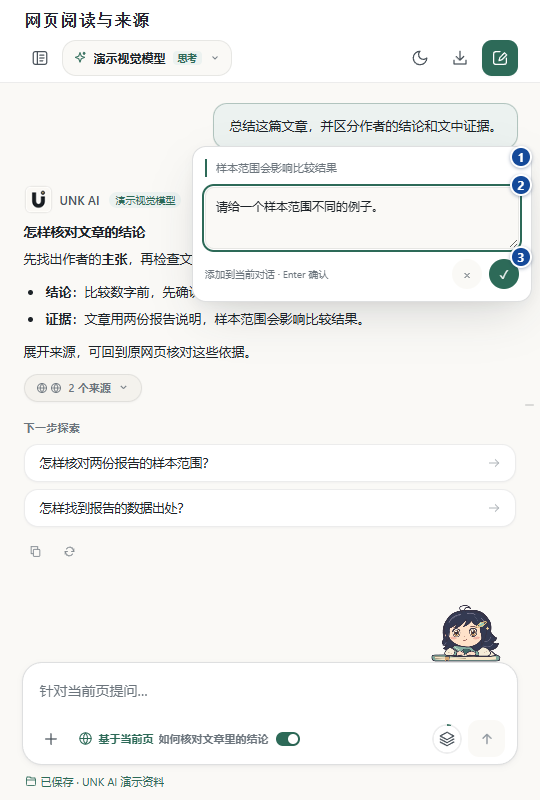 网页阅读与来源
演示视觉模型 思考
总结这篇文章，并区分作者的结论和文中证据。
样本范围会影响比较结果
1
请给一个样本范围不同的例子。
2
添加到当前对话 · Enter 确认
3
UNK AI 演示视觉模型
怎样核对文章的结论
先找出作者的主张，再检查文
结论：比较数字前，先确
证据：文章用两份报告说明，样本范围会影响比较结果。
展开来源，可回到原网页核对这些依据。
2 个来源
下一步探索
怎样核对两份报告的样本范围？
怎样找到报告的数据出处？
针对当前页提问...
基于当前页 如何核对文章里的结论
已保存 · UNK AI 演示资料